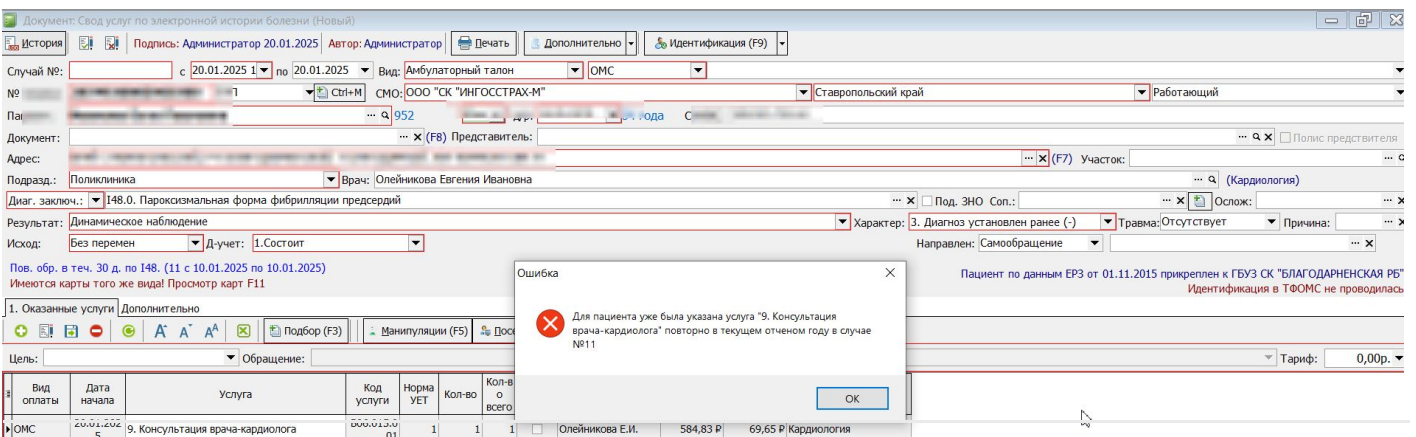 Документ: Свод услуг по электронной истории болезни (Новый)
История Подпись: Администратор 20.01.2025 Автор: Администратор Печать Дополнительно Идентификация (F9)
Случай №: с 20.01.2025 1 по 20.01.2025 Вид: Амбулаторный талон ОМС
№ Ctrl+M СМО: ООО "СК "ИНГОССТРАХ-М" Ставропольский край Работающий
952 года
Документ: (F8) Представитель: Полис предствителя
Адрес: (F7) Участок:
Подразд.: Поликлиника Врач: Олейникова Евгения Ивановна (Кардиология)
Диаг. заключ.: I48.0. Пароксизмальная форма фибрилляции предсердий Под. ЗНО Соп.: Ослож:
Результат: Динамическое наблюдение Характер: 3. Диагноз установлен ранее (-) Травма: Отсутствует Причина:
Исход: Без перемен Д-учет: 1.Состоит Направлен: Самообращение
Пов. обр. в теч. 30 д. по I48. (11 с 10.01.2025 по 10.01.2025)
Пациент по данным ЕРЗ от 01.11.2015 прикреплен к ГБУЗ СК "БЛАГОДАРНЕНСКАЯ РБ"
Имеются карты того же вида! Просмотр карт F11
Идентификация в ТФОМС не проводилась
1. Оказанные услуги Дополнительно
Подбор (F3) Манипуляции (F5)
Цель: Обращение: Тариф: 0,00р.
Вид оплаты Дата начала Услуга Код услуги Норма УЕТ Кол-во Кол-в о всего
ОМС 20.01.202 5 9. Консультация врача-кардиолога 1 1 1 Олейникова Е.И. 584,83 ₽ 69,65 ₽ Кардиология
Ошибка
Для пациента уже была указана услуга "9. Консультация
врача-кардиолога" повторно в текущем отченом году в случае
№11
OK